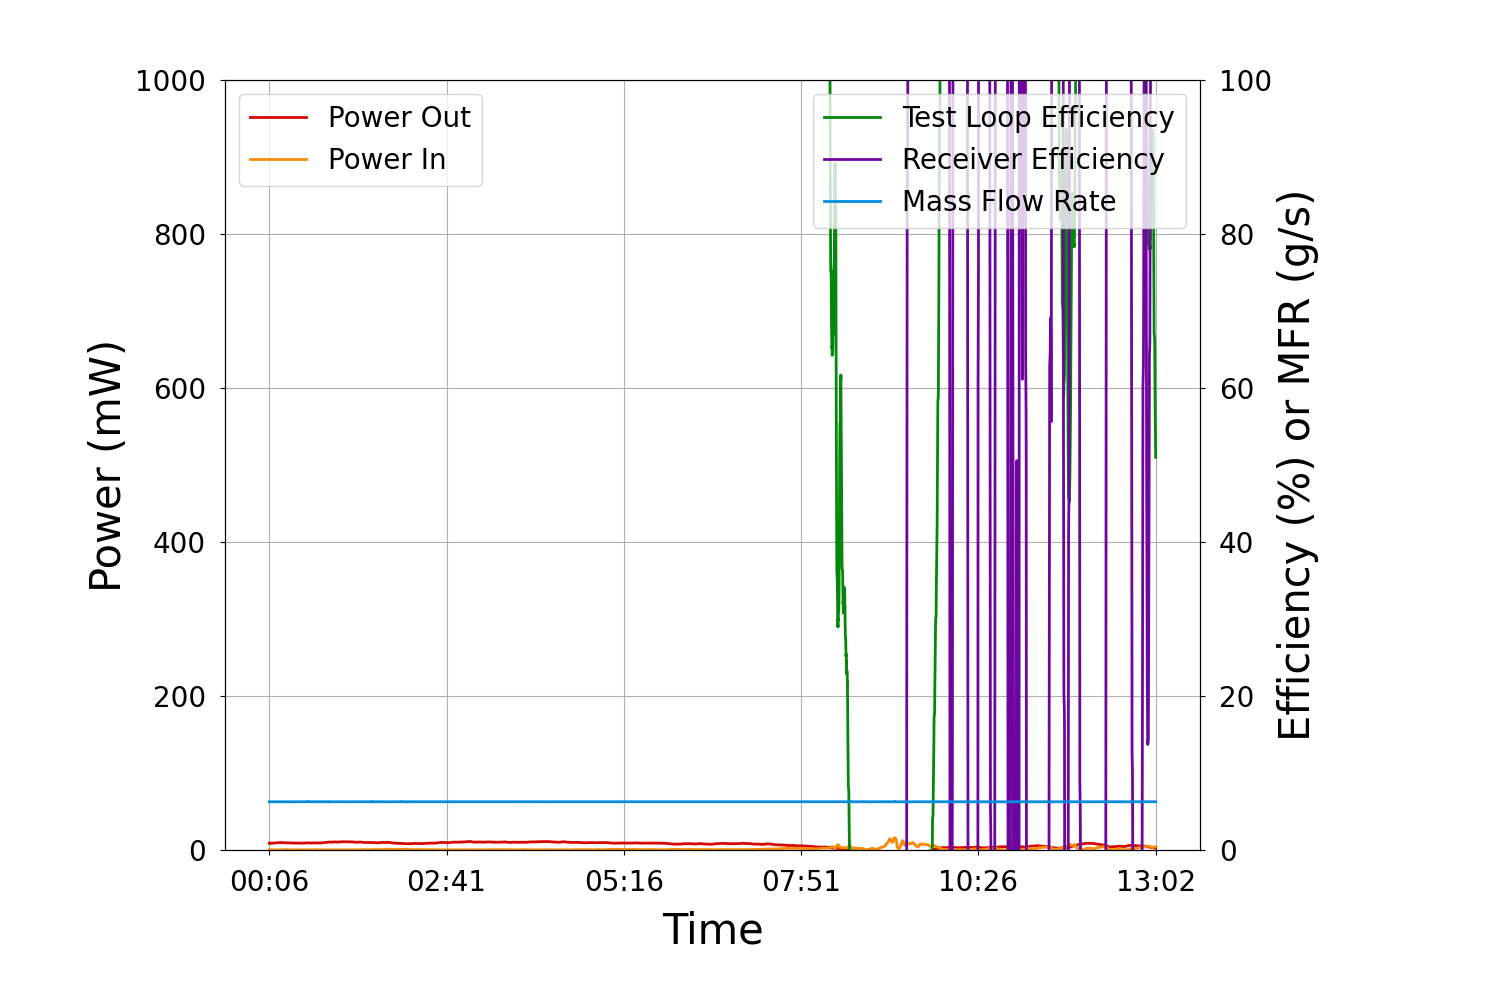 1000
800
600
400
200
0
Power (mW)
Power Out
Power In
Test Loop Efficiency
Receiver Efficiency
Mass Flow Rate
100
80
60
40
20
0
Efficiency (%) or MFR (g/s)
00:06 02:41 05:16 07:51 10:26 13:02
Time